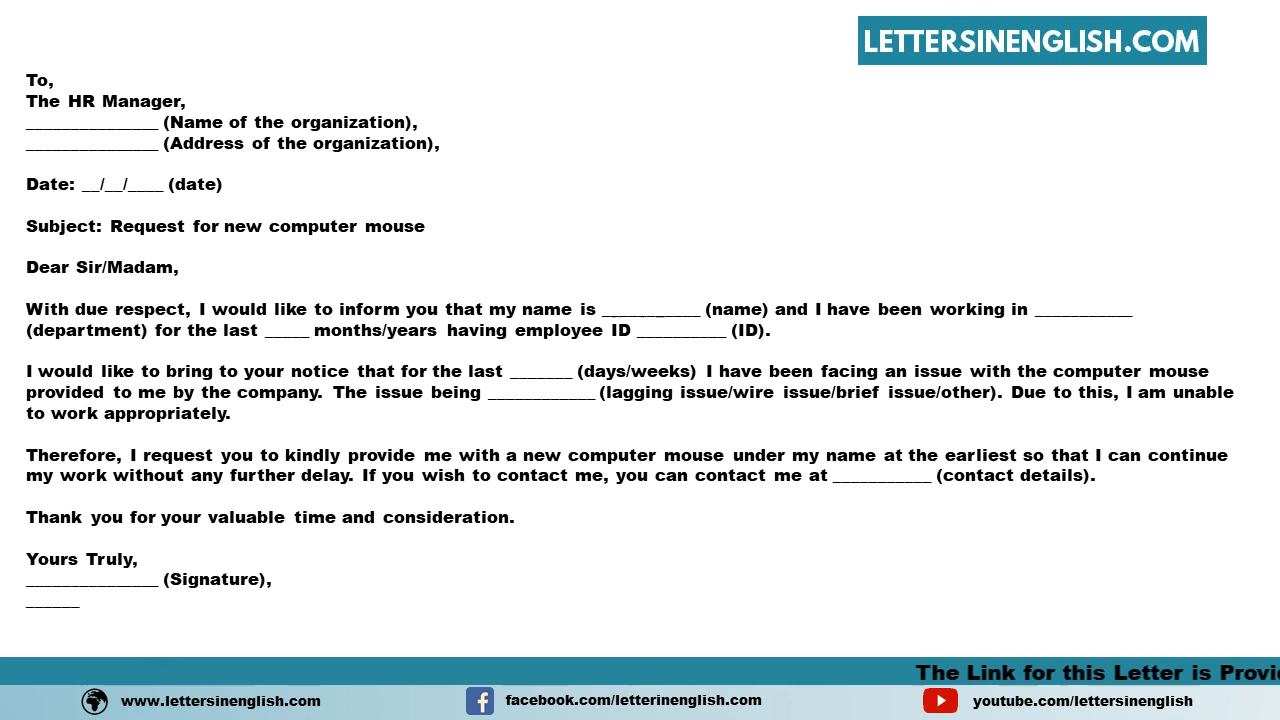 LETTERSINENGLISH.COM
To,
The HR Manager,
_______________ (Name of the organization),
_______________ (Address of the organization),
Date: __/__/____ (date)
Subject: Request for new computer mouse
Dear Sir/Madam,
With due respect, I would like to inform you that my name is ___________ (name) and I have been working in ___________
(department) for the last _____ months/years having employee ID __________ (ID).
I would like to bring to your notice that for the last _______ (days/weeks) I have been facing an issue with the computer mouse
provided to me by the company. The issue being ____________ (lagging issue/wire issue/brief issue/other). Due to this, I am unable
to work appropriately.
Therefore, I request you to kindly provide me with a new computer mouse under my name at the earliest so that I can continue
my work without any further delay. If you wish to contact me, you can contact me at ___________ (contact details).
Thank you for your valuable time and consideration.
Yours Truly,
_______________ (Signature),
______
The Link for this Letter is Provi
www.lettersinenglish.com
facebook.com/letterinenglish.com
youtube.com/lettersinenglish